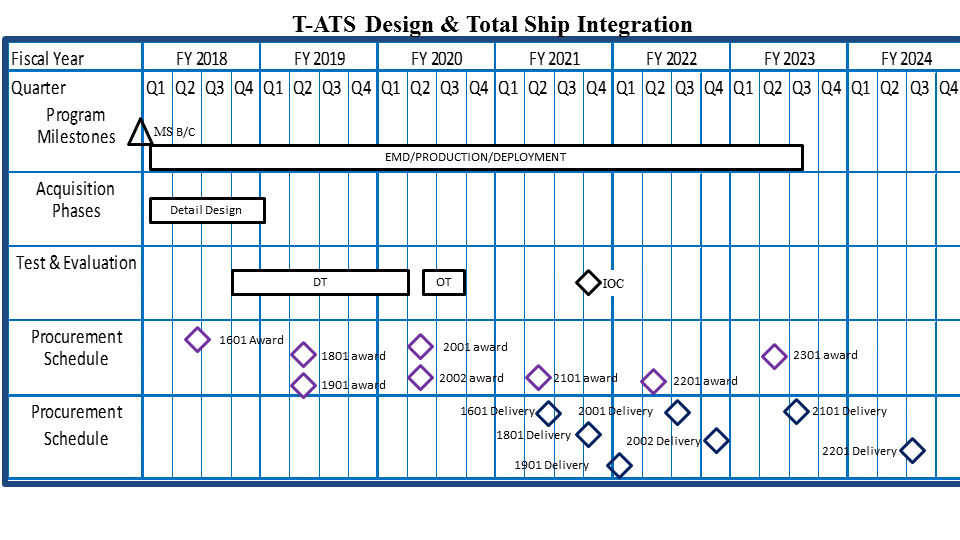 T-ATS Design & Total Ship Integration
Fiscal Year FY 2018 FY 2019 FY 2020 FY 2021 FY 2022 FY 2023 FY 2024
Quarter Q1 Q2 Q3 Q4 Q1 Q2 Q3 Q4 Q1 Q2 Q3 Q4 Q1 Q2 Q3 Q4 Q1 Q2 Q3 Q4 Q1 Q2 Q3 Q4 Q1 Q2 Q3 Q4
Program
Milestones
MS B/C
EMD/PRODUCTION/DEPLOYMENT
Acquisition
Phases
Detail Design
Test & Evaluation
DT OT IOC
Procurement
Schedule
1601 Award
1801 award
1901 award
2001 award
2002 award
2101 award
2201 award
2301 award
Procurement
Schedule
1601 Delivery
1801 Delivery
1901 Delivery
2001 Delivery
2002 Delivery
2101 Delivery
2201 Delivery